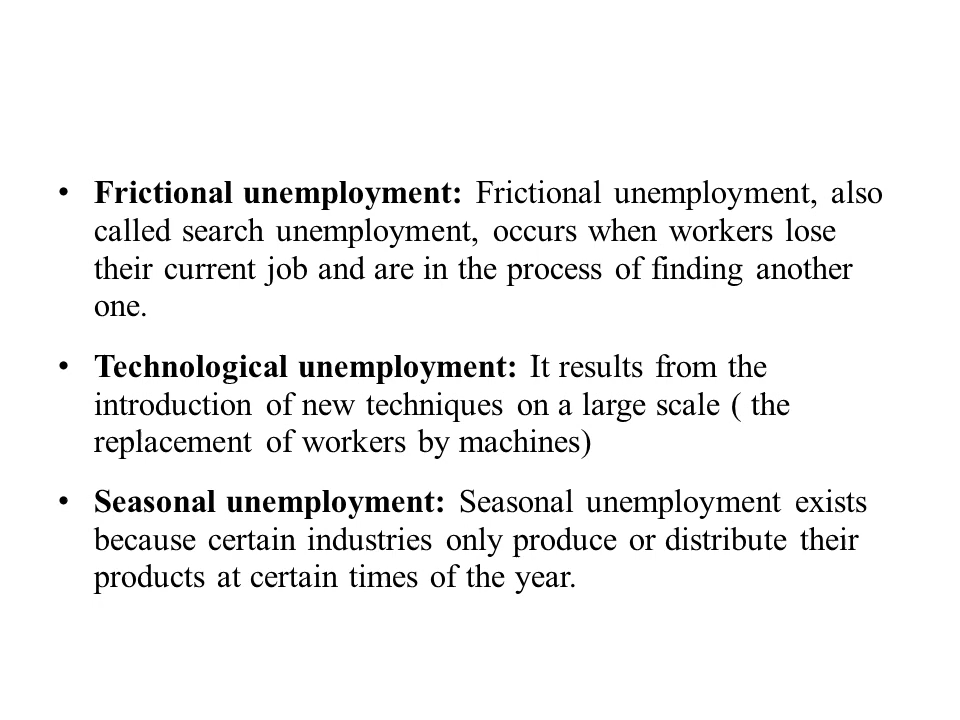 • Frictional unemployment: Frictional unemployment, also
called search unemployment, occurs when workers lose
their current job and are in the process of finding another
one.
• Technological unemployment: It results from the
introduction of new techniques on a large scale ( the
replacement of workers by machines)
• Seasonal unemployment: Seasonal unemployment exists
because certain industries only produce or distribute their
products at certain times of the year.